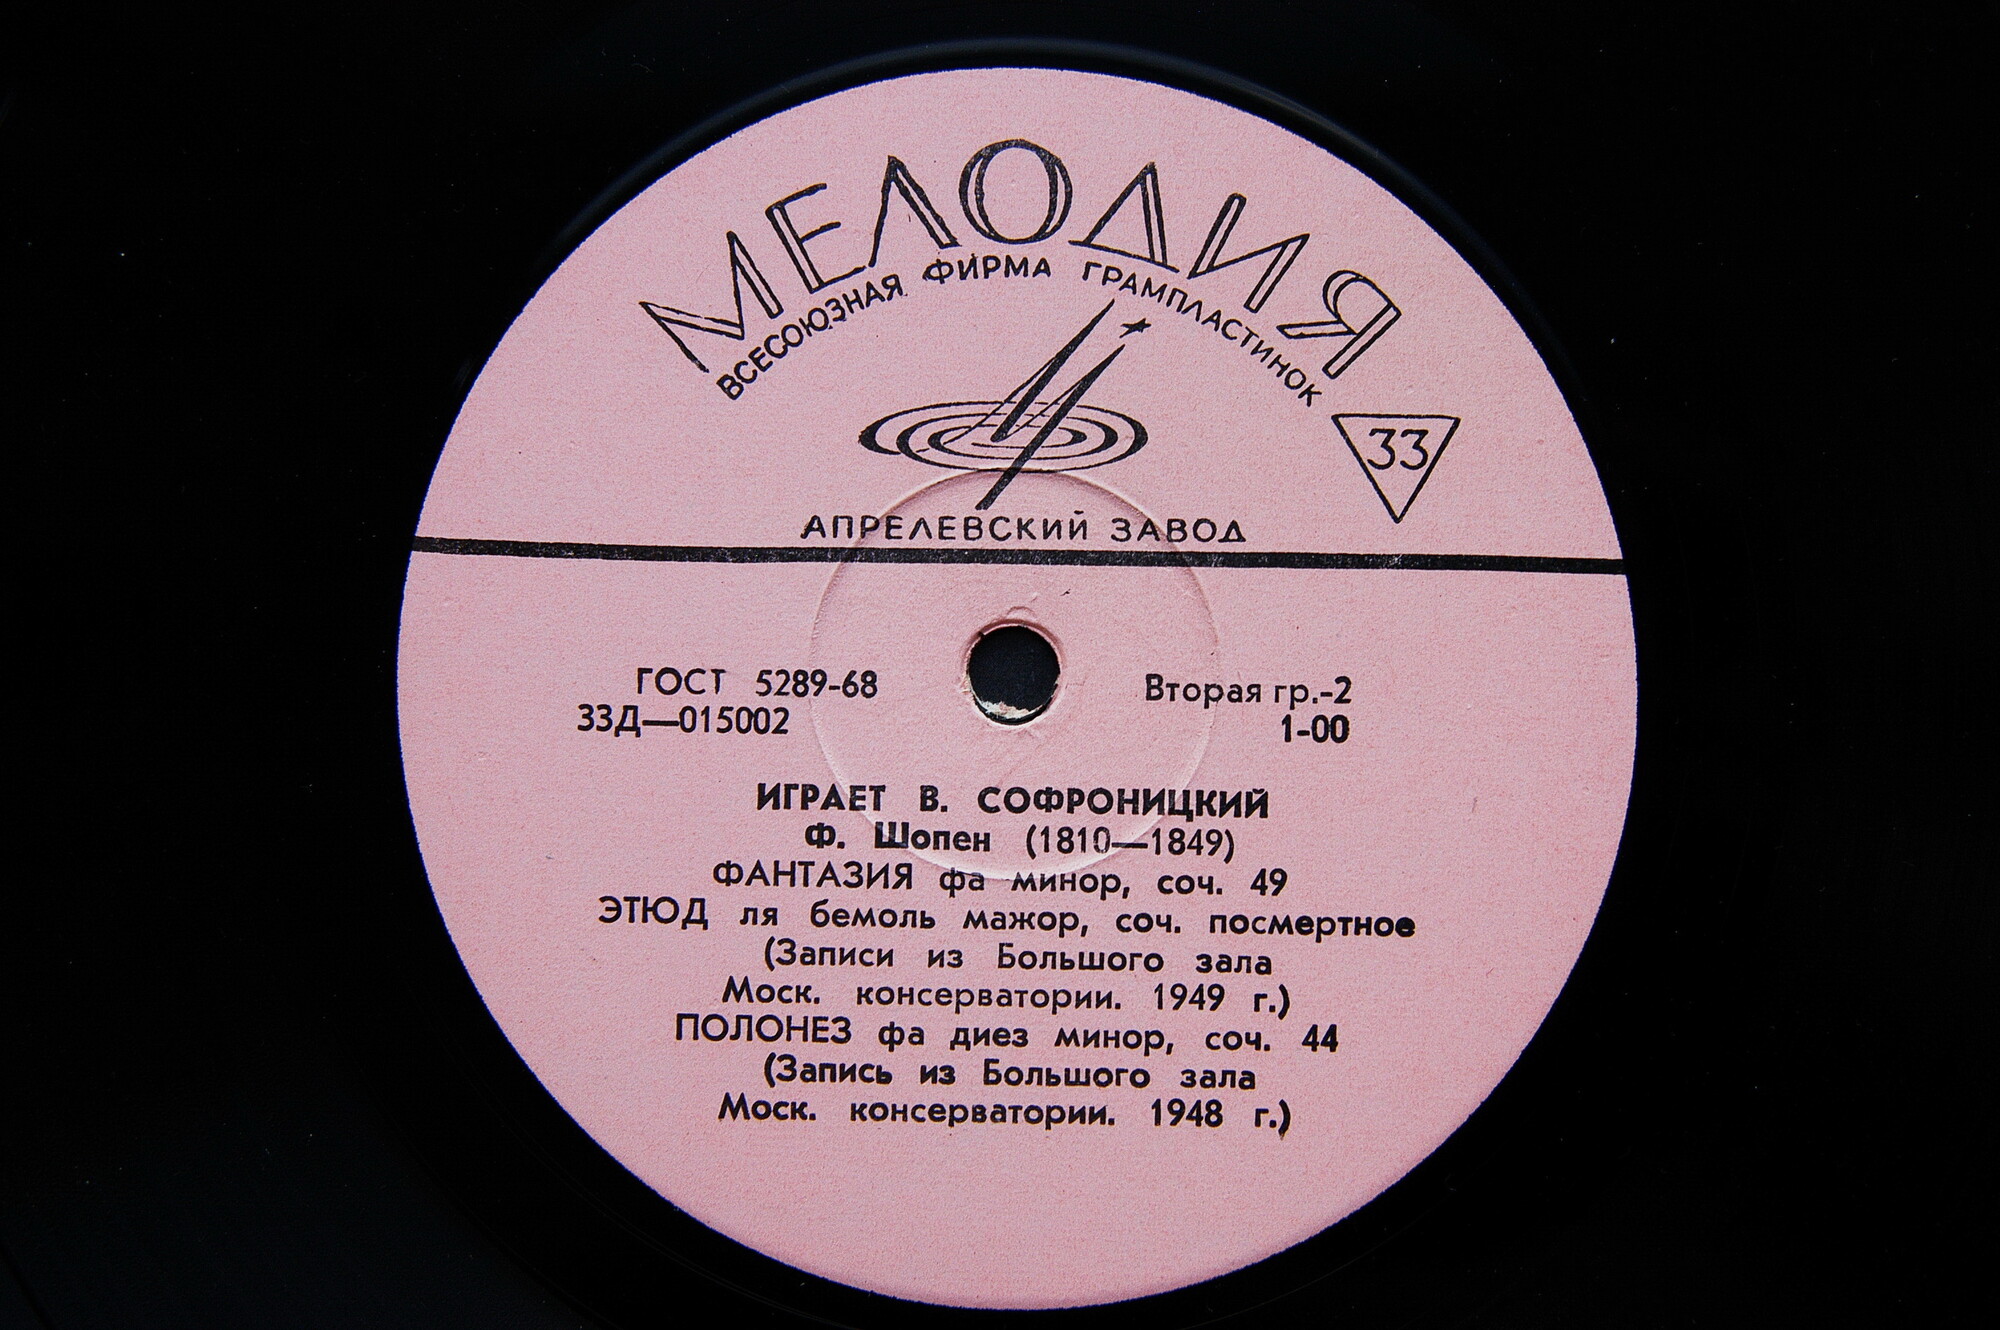 МЕЛОДИЯ
ВСЕСОЮЗНАЯ ФИРМА ГРАМПЛАСТИНОК
33
АПРЕЛЕВСКИЙ ЗАВОД
ГОСТ 5289-68
33Д—015002
Вторая гр.-2
1-00
ИГРАЕТ В. СОФРОНИЦКИЙ
Ф. Шопен (1810—1849)
ФАНТАЗИЯ фа минор, соч. 49
ЭТЮД ля бемоль мажор, соч. посмертное
(Записи из Большого зала
Моск. консерватории. 1949 г.)
ПОЛОНЕЗ фа диез минор, соч. 44
(Запись из Большого зала
Моск. консерватории. 1948 г.)